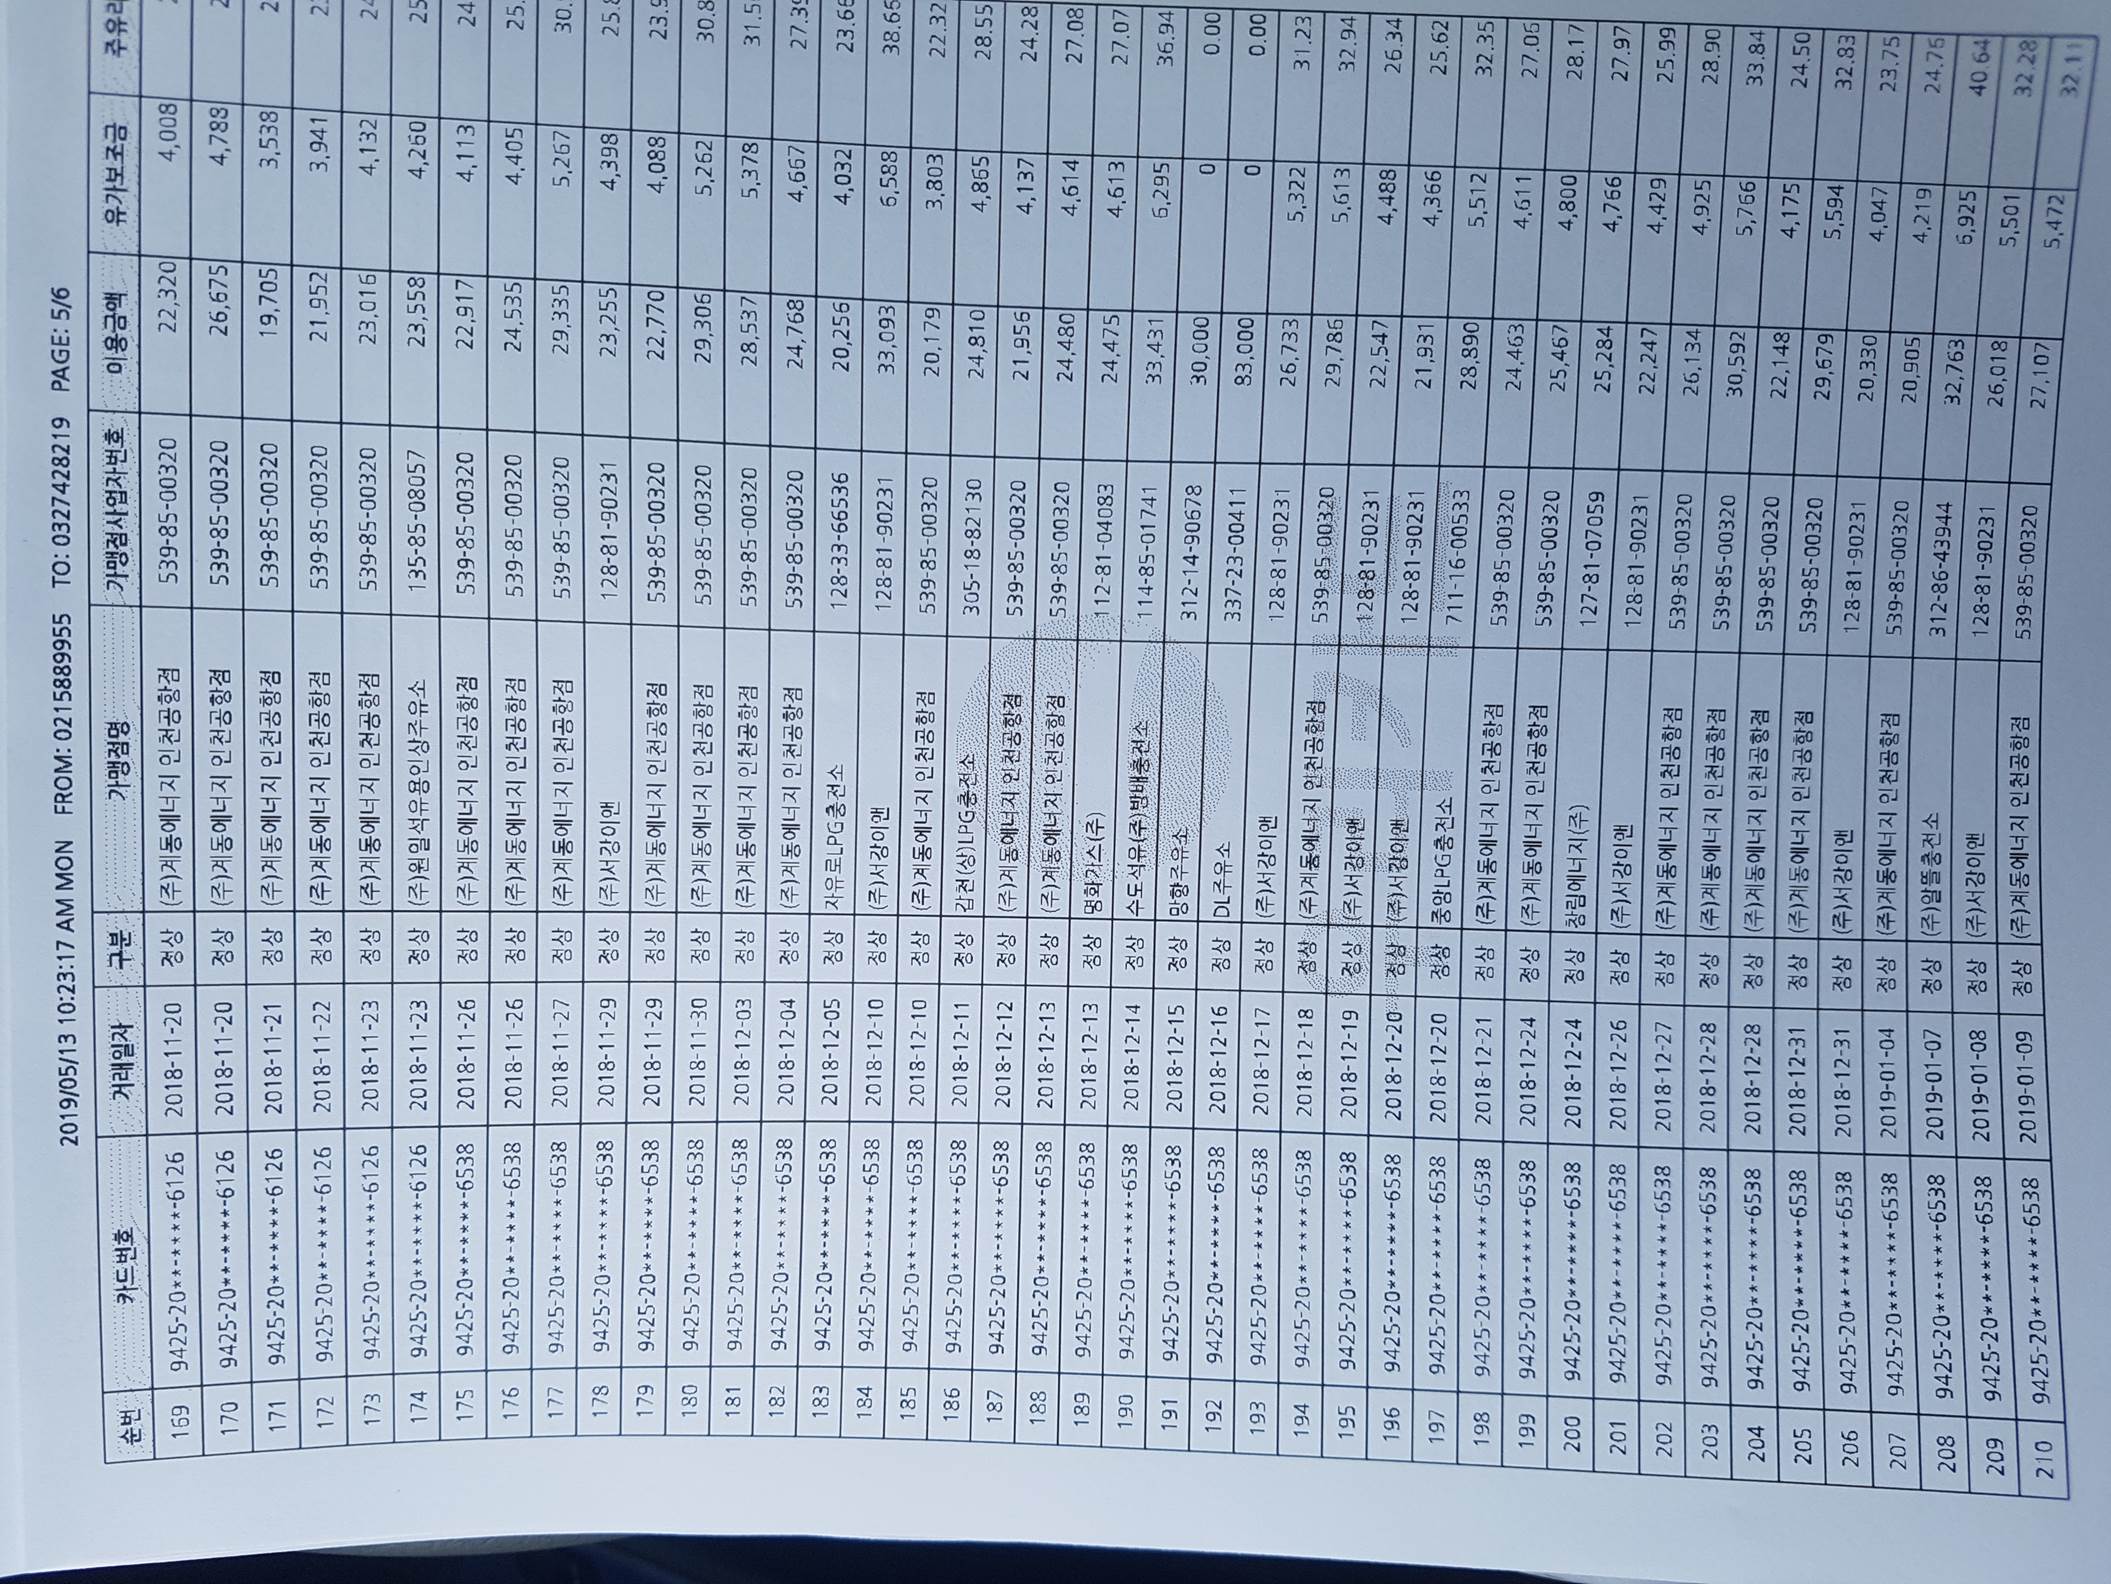 2019/05/13 10:23:17 AM MON FROM: 0215889955 TO: 0327428219 PAGE: 5/6
순번 카드번호 거래일자 구분 가맹점명 가맹점사업자번호 이용금액 유가보조금 주유리
169 9425-20**-****-6126 2018-11-20 정상 (주)계동에너지 인천공항점 539-85-00320 22,320 4,008
170 9425-20**-****-6126 2018-11-20 정상 (주)계동에너지 인천공항점 539-85-00320 26,675 4,788
171 9425-20**-****-6126 2018-11-21 정상 (주)계동에너지 인천공항점 539-85-00320 19,705 3,538
172 9425-20**-****-6126 2018-11-22 정상 (주)계동에너지 인천공항점 539-85-00320 21,952 3,941
173 9425-20**-****-6126 2018-11-23 정상 (주)계동에너지 인천공항점 539-85-00320 23,016 4,132 24
174 9425-20**-****-6126 2018-11-23 정상 (주)원일석유용인상주유소 135-85-08057 23,558 4,260 25
175 9425-20**-****-6538 2018-11-26 정상 (주)계동에너지 인천공항점 539-85-00320 22,917 4,113 24
176 9425-20**-****-6538 2018-11-26 정상 (주)계동에너지 인천공항점 539-85-00320 24,535 4,405 25.
177 9425-20**-****-6538 2018-11-27 정상 (주)계동에너지 인천공항점 539-85-00320 29,335 5,267 30.
178 9425-20**-****-6538 2018-11-29 정상 (주)서강이앤 128-81-90231 23,255 4,398 25.8
179 9425-20**-****-6538 2018-11-29 정상 (주)계동에너지 인천공항점 539-85-00320 22,770 4,088 23.9
180 9425-20**-****-6538 2018-11-30 정상 (주)계동에너지 인천공항점 539-85-00320 29,306 5,262 30.8
181 9425-20**-****-6538 2018-12-03 정상 (주)계동에너지 인천공항점 539-85-00320 28,537 5,378 31.5
182 9425-20**-****-6538 2018-12-04 정상 (주)계동에너지 인천공항점 539-85-00320 24,768 4,667 27.39
183 9425-20**-****-6538 2018-12-05 정상 자유로LPG충전소 128-33-66536 20,256 4,032 23.66
184 9425-20**-****-6538 2018-12-10 정상 (주)서강이앤 128-81-90231 33,093 6,588 38.65
185 9425-20**-****-6538 2018-12-10 정상 (주)계동에너지 인천공항점 539-85-00320 20,179 3,803 22.32
186 9425-20**-****-6538 2018-12-11 정상 갑천(상)LPG충전소 305-18-82130 24,810 4,865 28.55
187 9425-20**-****-6538 2018-12-12 정상 (주)계동에너지 인천공항점 539-85-00320 21,956 4,137 24.28
188 9425-20**-****-6538 2018-12-13 정상 (주)계동에너지 인천공항점 539-85-00320 24,480 4,614 27.08
189 9425-20**-****-6538 2018-12-13 정상 명화가스(주) 112-81-04083 24,475 4,613 27.07
190 9425-20**-****-6538 2018-12-14 정상 수도석유(주)방배충전소 114-85-01741 33,431 6,295 36.94
191 9425-20**-****-6538 2018-12-15 정상 망향주유소 312-14-90678 30,000 0 0.00
192 9425-20**-****-6538 2018-12-16 정상 DL주유소 337-23-00411 83,000 0 0.00
193 9425-20**-****-6538 2018-12-17 정상 (주)서강이앤 128-81-90231 26,733 5,322 31.23
194 9425-20**-****-6538 2018-12-18 정상 (주)계동에너지 인천공항점 539-85-00320 29,786 5,613 32.94
195 9425-20**-****-6538 2018-12-19 정상 (주)서강이앤 128-81-90231 22,547 4,488 26.34
196 9425-20**-****-6538 2018-12-20 정상 (주)서강이앤 128-81-90231 21,931 4,366 25.62
197 9425-20**-****-6538 2018-12-20 정상 중앙LPG충전소 711-16-00533 28,890 5,512 32.35
198 9425-20**-****-6538 2018-12-21 정상 (주)계동에너지 인천공항점 539-85-00320 24,463 4,611 27.06
199 9425-20**-****-6538 2018-12-24 정상 (주)계동에너지 인천공항점 539-85-00320 25,467 4,800 28.17
200 9425-20**-****-6538 2018-12-24 정상 창림에너지(주) 127-81-07059 25,284 4,766 27.97
201 9425-20**-****-6538 2018-12-26 정상 (주)서강이앤 128-81-90231 22,247 4,429 25.99
202 9425-20**-****-6538 2018-12-27 정상 (주)계동에너지 인천공항점 539-85-00320 26,134 4,925 28.90
203 9425-20**-****-6538 2018-12-28 정상 (주)계동에너지 인천공항점 539-85-00320 30,592 5,766 33.84
204 9425-20**-****-6538 2018-12-28 정상 (주)계동에너지 인천공항점 539-85-00320 22,148 4,175 24.50
205 9425-20**-****-6538 2018-12-31 정상 (주)계동에너지 인천공항점 539-85-00320 29,679 5,594 32.83
206 9425-20**-****-6538 2018-12-31 정상 (주)서강이앤 128-81-90231 20,330 4,047 23.75
207 9425-20**-****-6538 2019-01-04 정상 (주)계동에너지 인천공항점 539-85-00320 20,905 4,219 24.76
208 9425-20**-****-6538 2019-01-07 정상 (주)알뜰충전소 312-86-43944 32,763 6,925 40.64
209 9425-20**-****-6538 2019-01-08 정상 (주)서강이앤 128-81-90231 26,018 5,501 32.28
210 9425-20**-****-6538 2019-01-09 정상 (주)계동에너지 인천공항점 539-85-00320 27,107 5,472 32.11